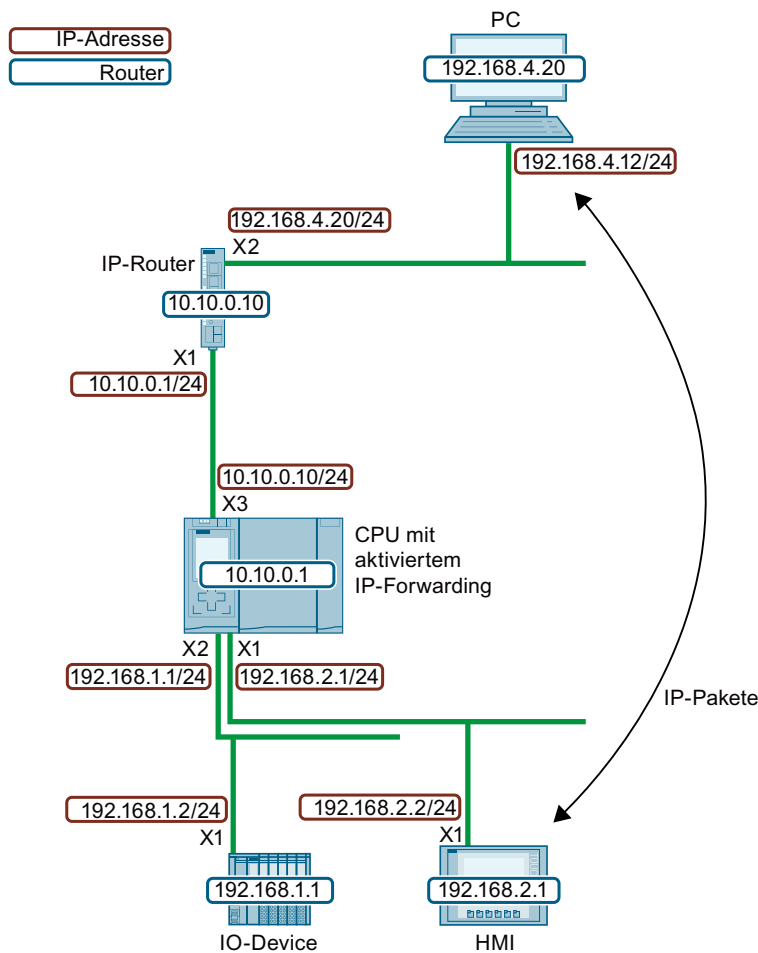 PC
IP-Adresse
Router
192.168.4.20
192.168.4.12/24
192.168.4.20/24
X2
IP-Router
10.10.0.10
X1
10.10.0.1/24
10.10.0.10/24
X3
CPU mit
aktiviertem
IP-Forwarding
10.10.0.1
X2
X1
192.168.1.1/24
192.168.2.1/24
IP-Pakete
192.168.1.2/24
192.168.2.2/24
X1
X1
192.168.1.1
192.168.2.1
IO-Device
HMI